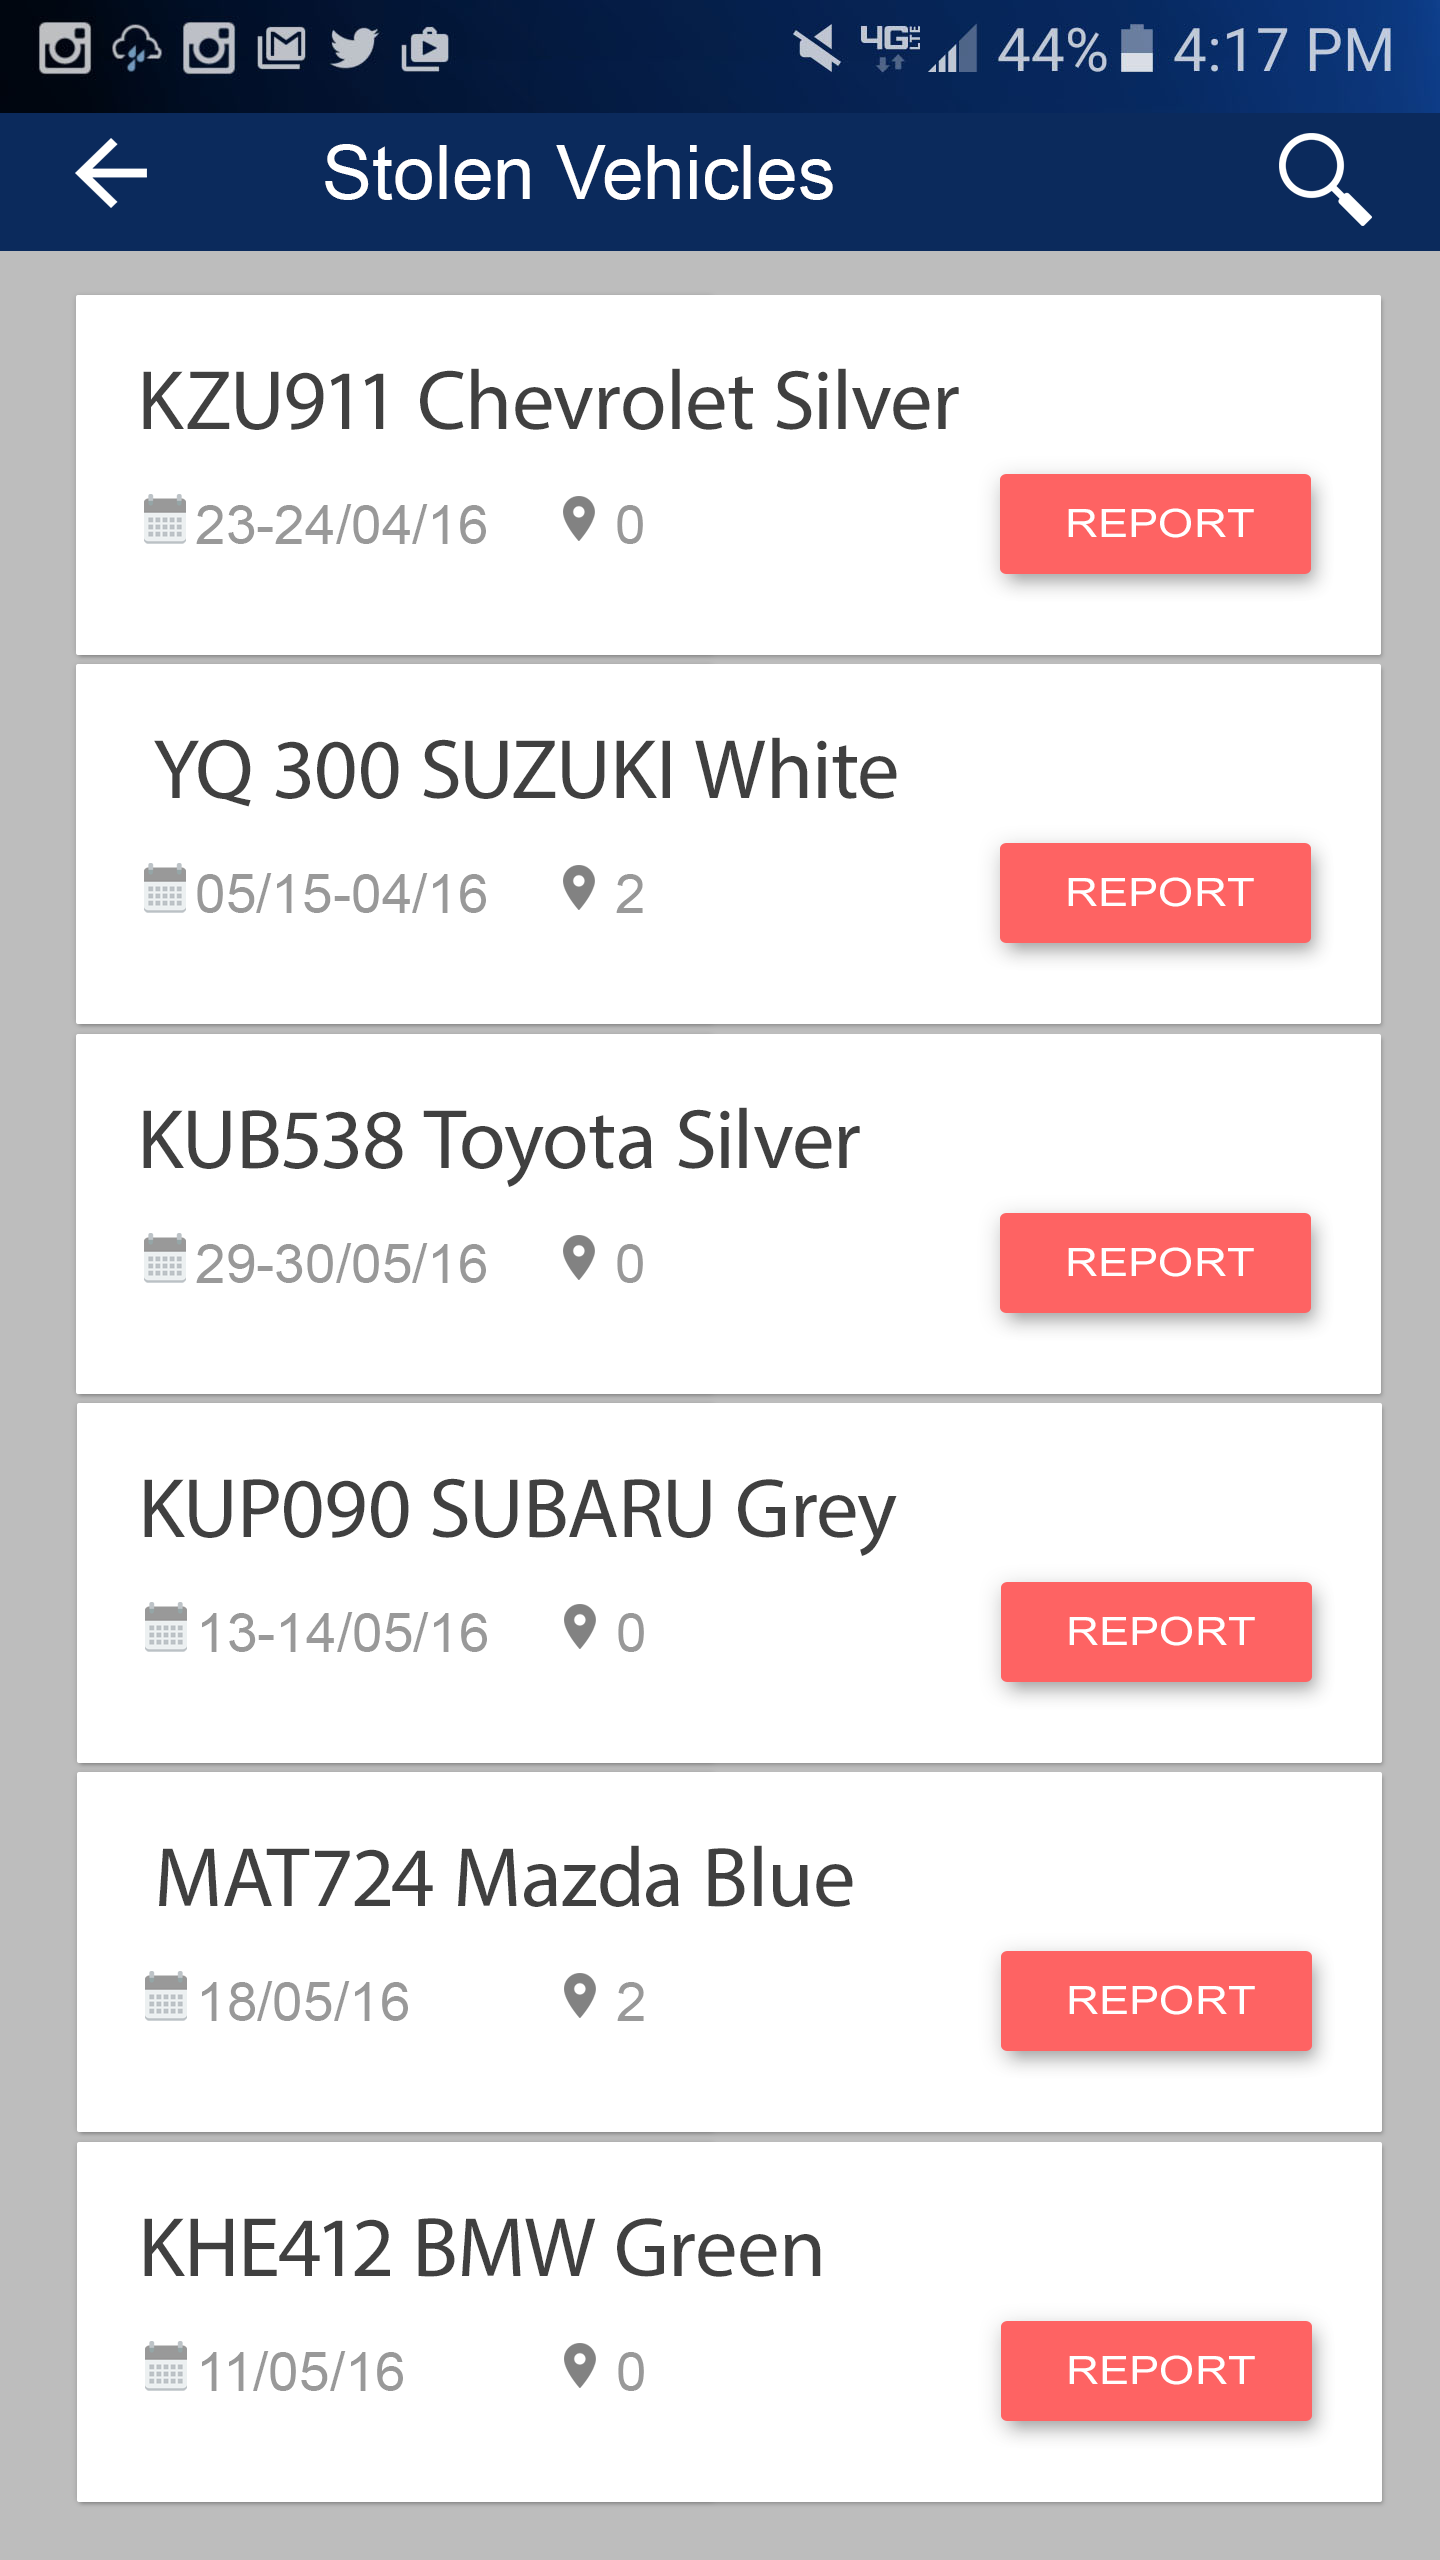 4G LTE 44% 4:17 PM
Stolen Vehicles
KZU911 Chevrolet Silver
23-24/04/16 0 REPORT
YQ 300 SUZUKI White
05/15-04/16 2 REPORT
KUB538 Toyota Silver
29-30/05/16 0 REPORT
KUP090 SUBARU Grey
13-14/05/16 0 REPORT
MAT724 Mazda Blue
18/05/16 2 REPORT
KHE412 BMW Green
11/05/16 0 REPORT